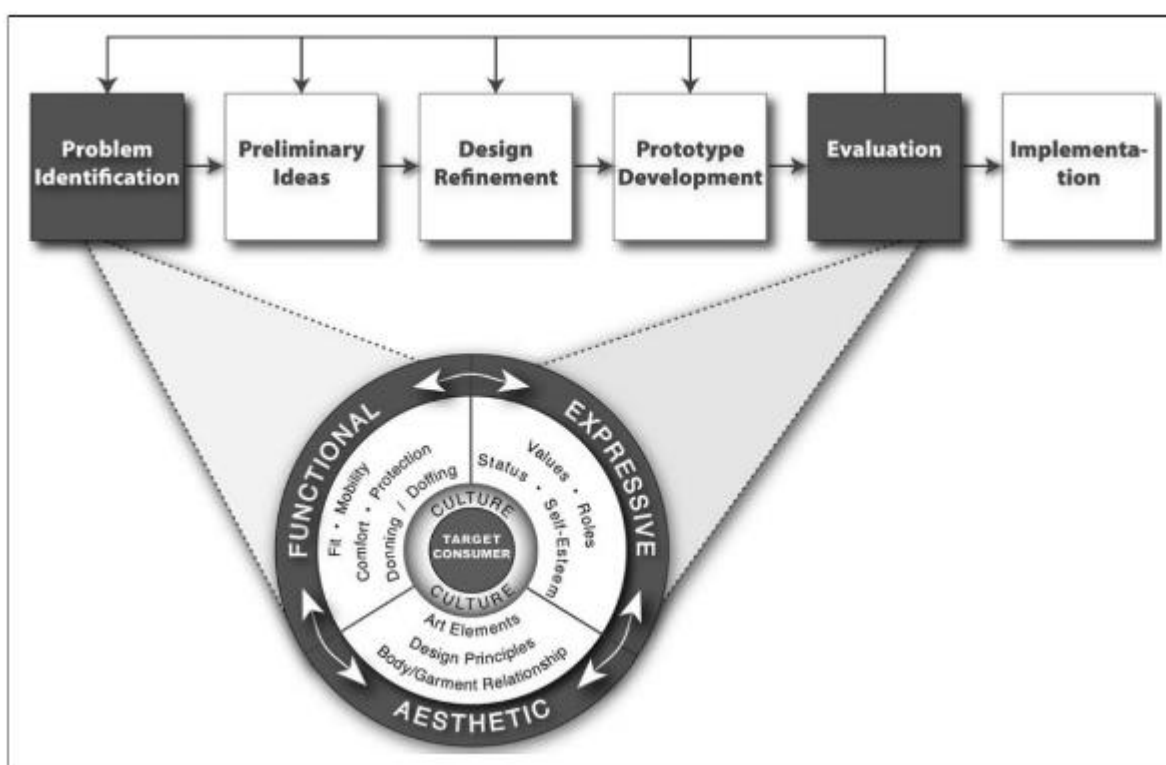 Problem
Identification
Preliminary
Ideas
Design
Refinement
Prototype
Development
Evaluation
Implementa-
tion
FUNCTIONAL
Fit • Mobility
Comfort • Protection
Donning / Doffing
EXPRESSIVE
Values • Roles
Status • Self-Esteem
CULTURE
TARGET
CONSUMER
CULTURE
Art Elements
Design Principles
Body/Garment Relationship
AESTHETIC